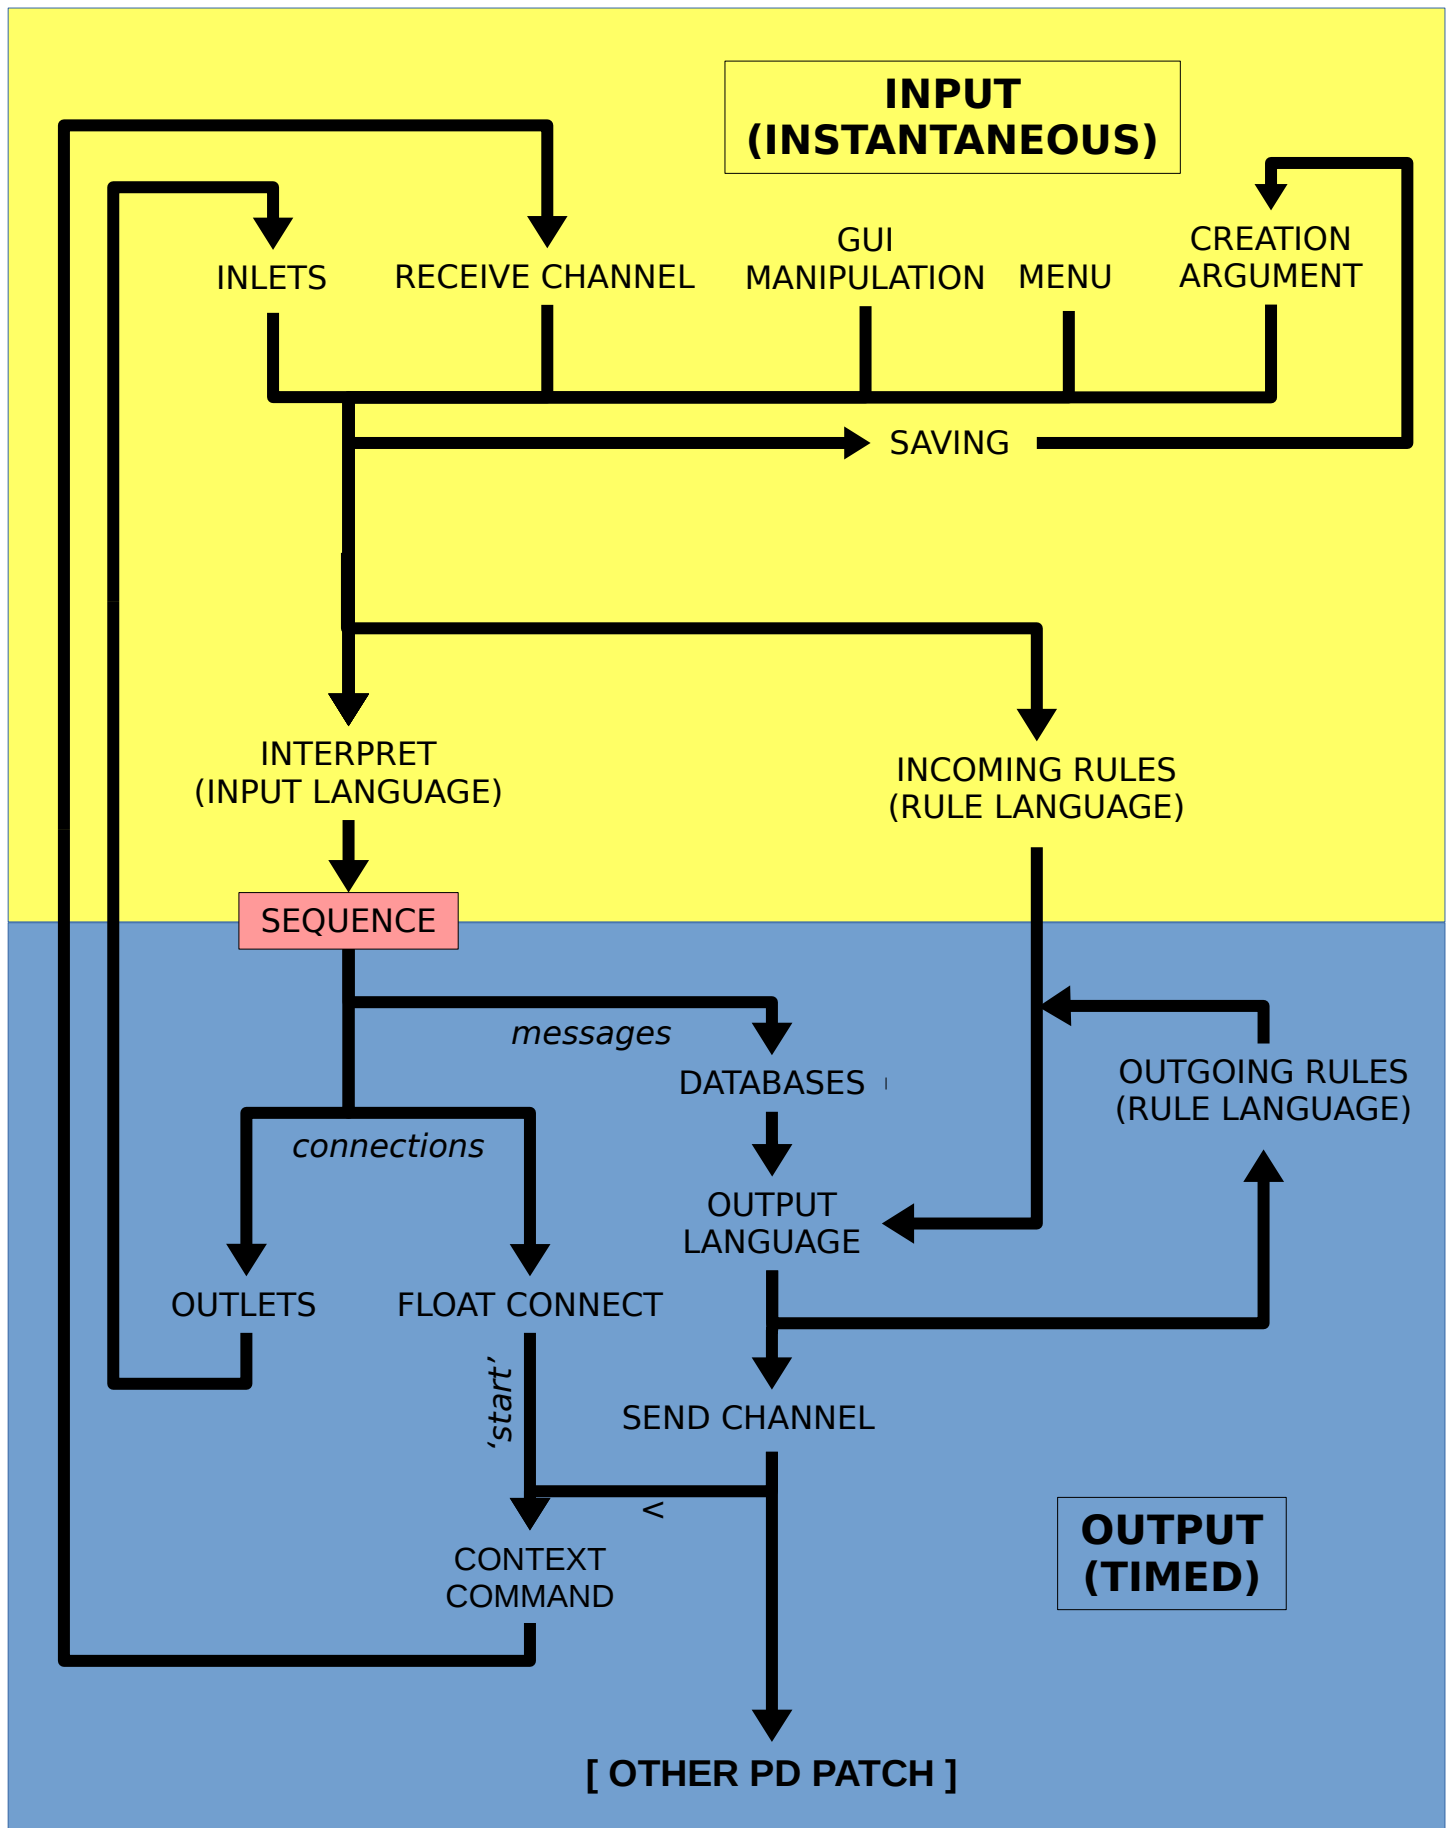 INPUT
(INSTANTANEOUS)
INLETS
RECEIVE CHANNEL
GUI
MANIPULATION
MENU
CREATION
ARGUMENT
SAVING
INTERPRET
(INPUT LANGUAGE)
INCOMING RULES
(RULE LANGUAGE)
SEQUENCE
messages
DATABASES
OUTGOING RULES
(RULE LANGUAGE)
connections
OUTPUT
LANGUAGE
OUTLETS
FLOAT CONNECT
‘start’
SEND CHANNEL
<
CONTEXT
COMMAND
OUTPUT
(TIMED)
[ OTHER PD PATCH ]